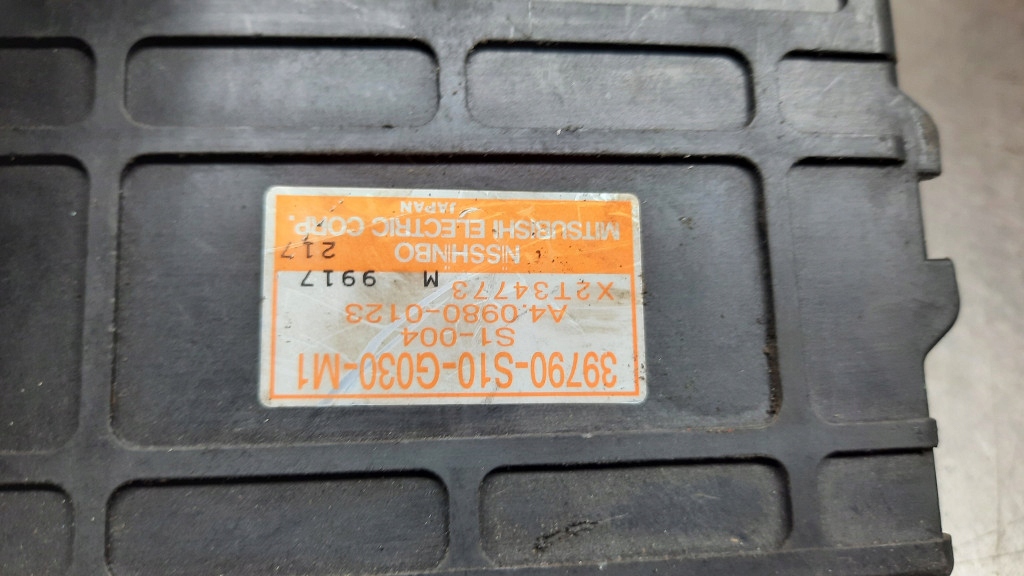 39790-S10-G030-M1
S1-004
A4 0980-0123
X2T34773
M 9917
NISSHINBO
217
MITSUBISHI ELECTRIC CORP.
JAPAN